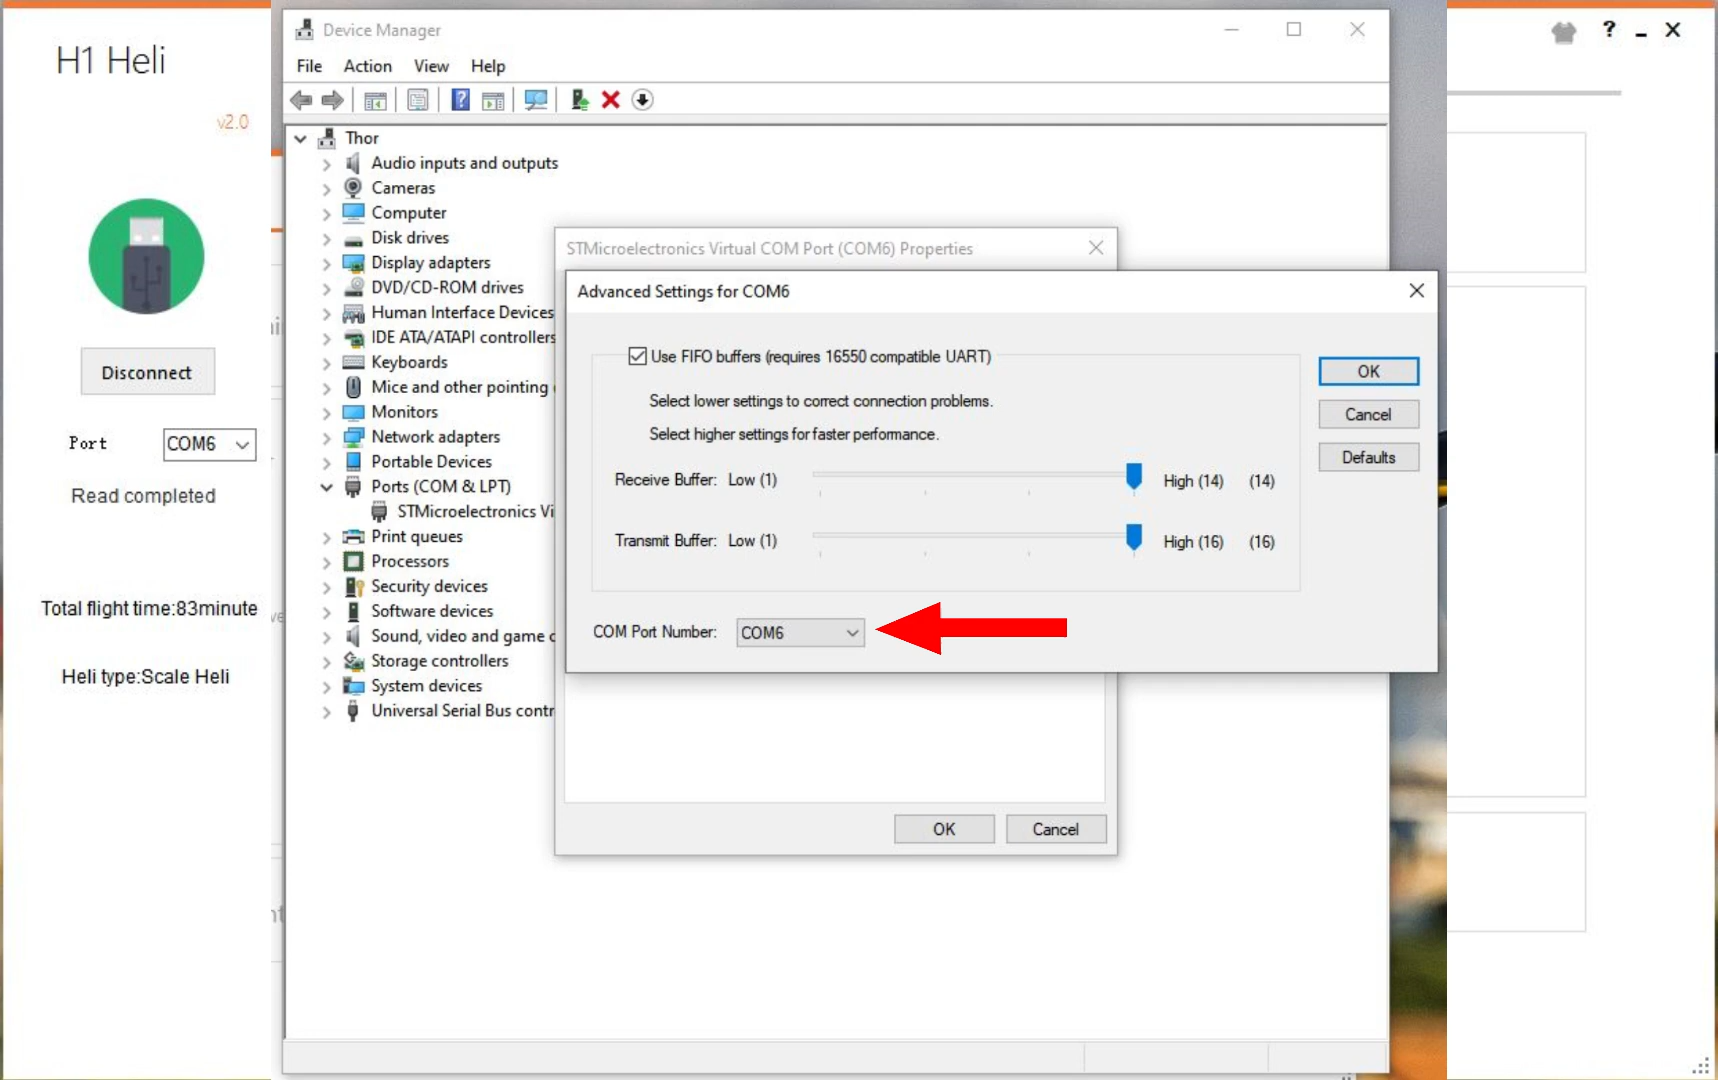 H1 Heli
v2.0
Disconnect
Port COM6
Read completed
Total flight time:83minute
Heli type:Scale Heli
Device Manager
File Action View Help
Thor
Audio inputs and outputs
Cameras
Computer
Disk drives
Display adapters
DVD/CD-ROM drives
Human Interface Devices
IDE ATA/ATAPI controllers
Keyboards
Mice and other pointing
Monitors
Network adapters
Portable Devices
Ports (COM & LPT)
STMicroelectronics Vi
Print queues
Processors
Security devices
Software devices
Sound, video and game c
Storage controllers
System devices
Universal Serial Bus contr
STMicroelectronics Virtual COM Port (COM6) Properties
Advanced Settings for COM6
Use FIFO buffers (requires 16550 compatible UART)
Select lower settings to correct connection problems.
Select higher settings for faster performance.
Receive Buffer: Low (1) High (14) (14)
Transmit Buffer: Low (1) High (16) (16)
COM Port Number: COM6
OK
Cancel
Defaults
OK Cancel
?